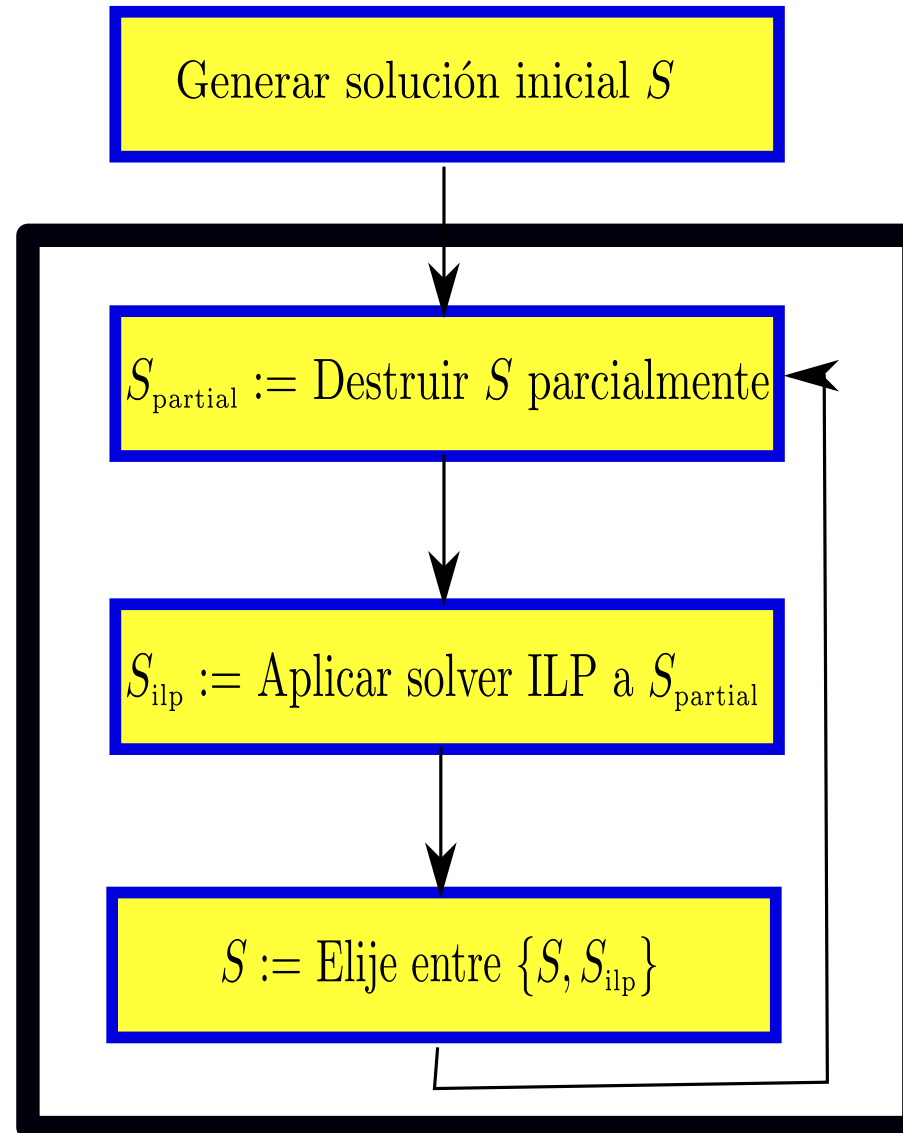 Generar solución inicial S
S_partial := Destruir S parcialmente
S_ilp := Aplicar solver ILP a S_partial
S := Elije entre {S, S_ilp}